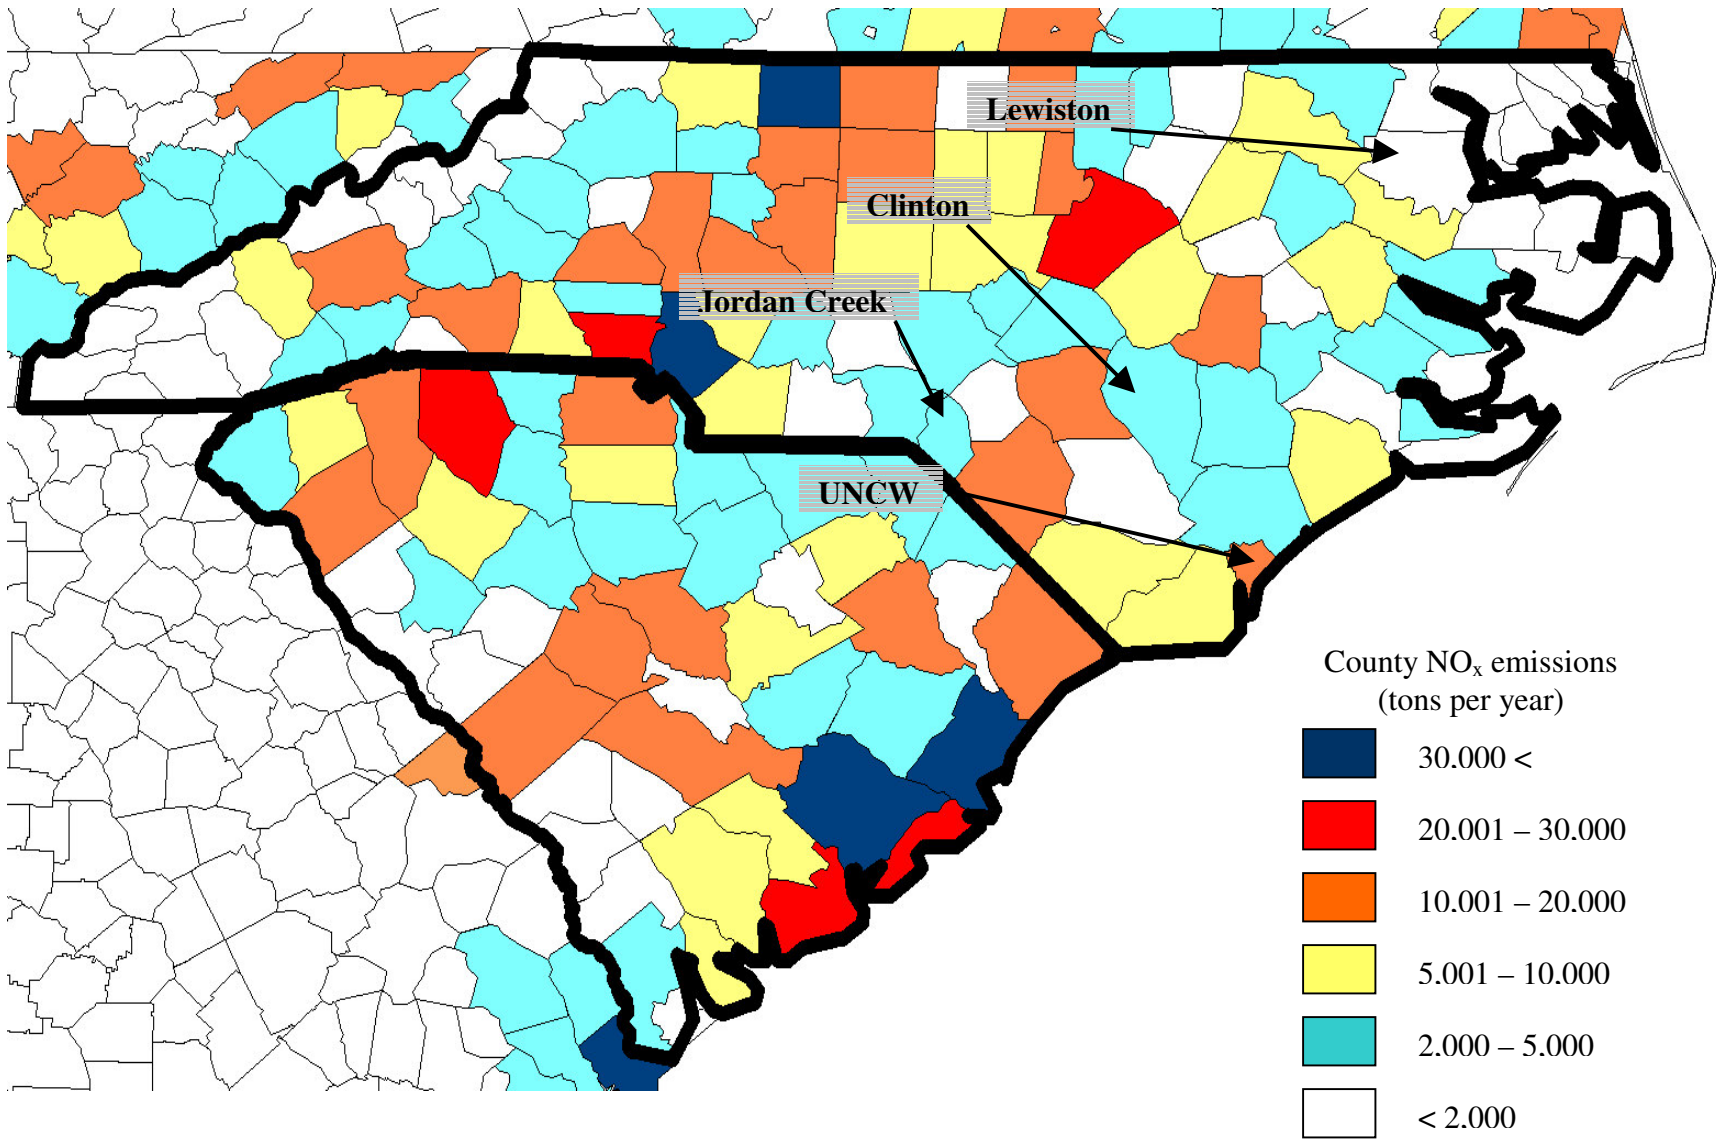 Lewiston
Clinton
Jordan Creek
UNCW
County NOx emissions
(tons per year)
30.000 <
20.001 – 30.000
10.001 – 20.000
5.001 – 10.000
2.000 – 5.000
< 2.000